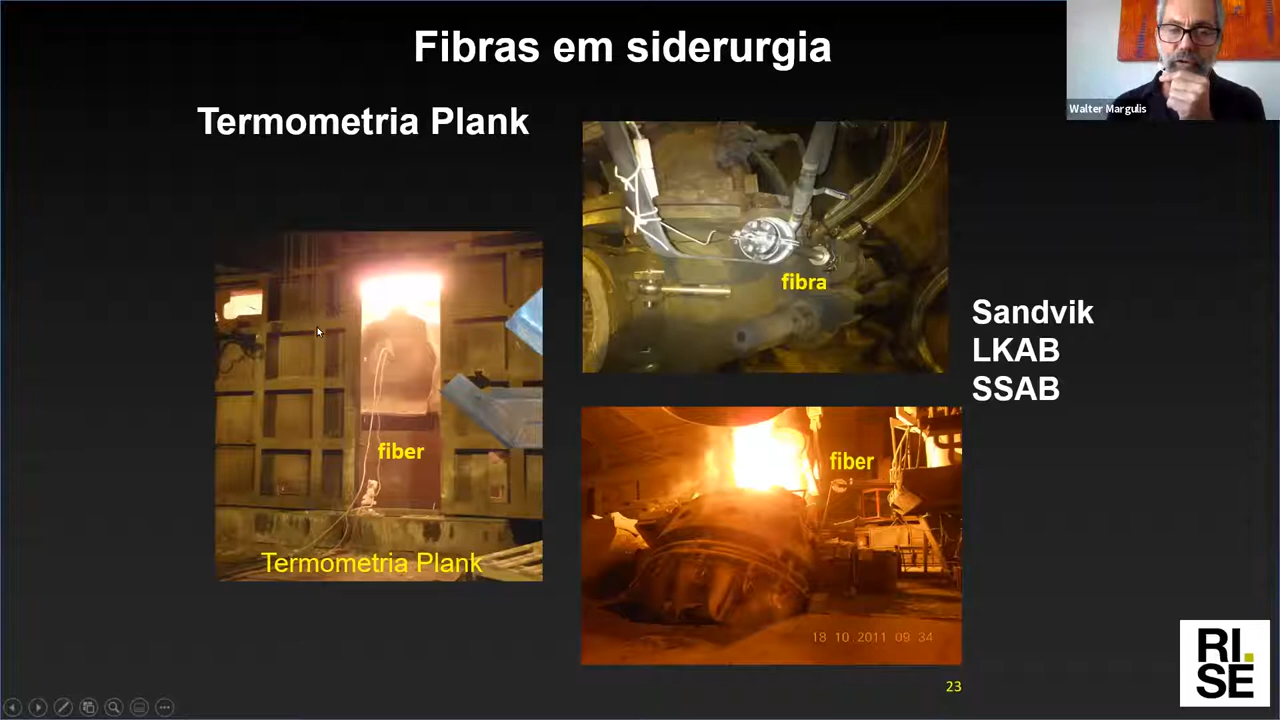 Fibras em siderurgia
Walter Margulis
Termometria Plank
fibra
Sandvik
LKAB
SSAB
fiber
fiber
Termometria Plank
18 10 2011 09 34
23
RI.
SE